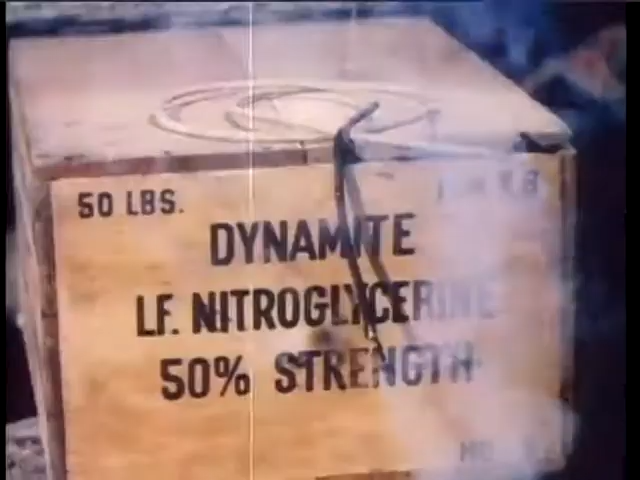 50 LBS.
DYNAMITE
LF. NITROGLYCERINE
50% STRENGTH